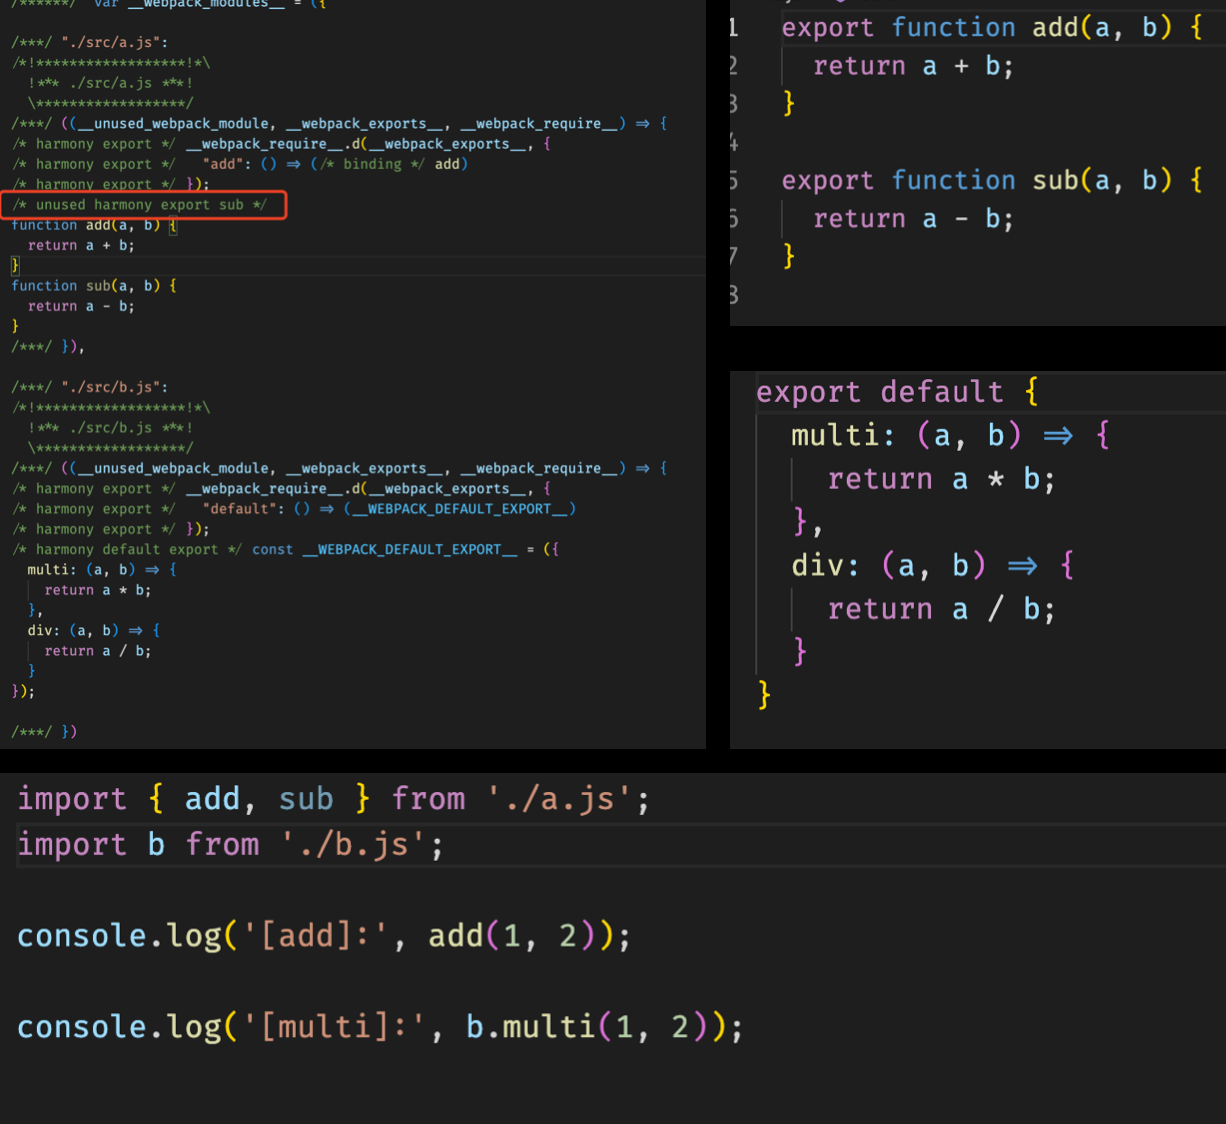 /******/  var __webpack_modules__ = ({
/***/ "./src/a.js":
/*!******************!*\
  !*** ./src/a.js ***!
  \******************/
/***/ ((__unused_webpack_module, __webpack_exports__, __webpack_require__) => {
/* harmony export */ __webpack_require__.d(__webpack_exports__, {
/* harmony export */   "add": () => (/* binding */ add)
/* harmony export */ });
/* unused harmony export sub */
function add(a, b) {
  return a + b;
}
function sub(a, b) {
  return a - b;
}
/***/ }),
/***/ "./src/b.js":
/*!******************!*\
  !*** ./src/b.js ***!
  \******************/
/***/ ((__unused_webpack_module, __webpack_exports__, __webpack_require__) => {
/* harmony export */ __webpack_require__.d(__webpack_exports__, {
/* harmony export */   "default": () => (__WEBPACK_DEFAULT_EXPORT__)
/* harmony export */ });
/* harmony default export */ const __WEBPACK_DEFAULT_EXPORT__ = ({
  multi: (a, b) => {
    return a * b;
  },
  div: (a, b) => {
    return a / b;
  }
});
/***/ })
1 export function add(a, b) {
2   return a + b;
3 }
4
5 export function sub(a, b) {
6   return a - b;
7 }
8
export default {
  multi: (a, b) => {
    return a * b;
  },
  div: (a, b) => {
    return a / b;
  }
}
import { add, sub } from './a.js';
import b from './b.js';
console.log('[add]:', add(1, 2));
console.log('[multi]:', b.multi(1, 2));